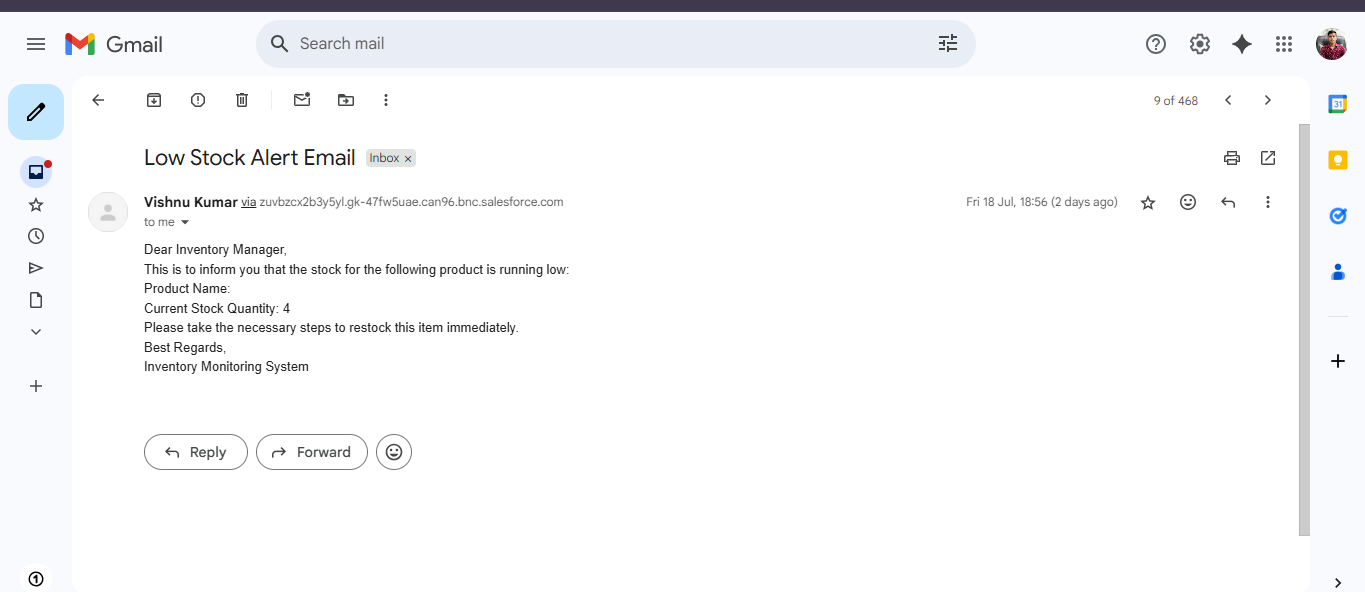 Gmail
Search mail
9 of 468
Low Stock Alert Email Inbox ×
Vishnu Kumar via zuvbzcx2b3y5yl.gk-47fw5uae.can96.bnc.salesforce.com
Fri 18 Jul, 18:56 (2 days ago)
to me
Dear Inventory Manager,
This is to inform you that the stock for the following product is running low:
Product Name:
Current Stock Quantity: 4
Please take the necessary steps to restock this item immediately.
Best Regards,
Inventory Monitoring System
Reply
Forward
31
1